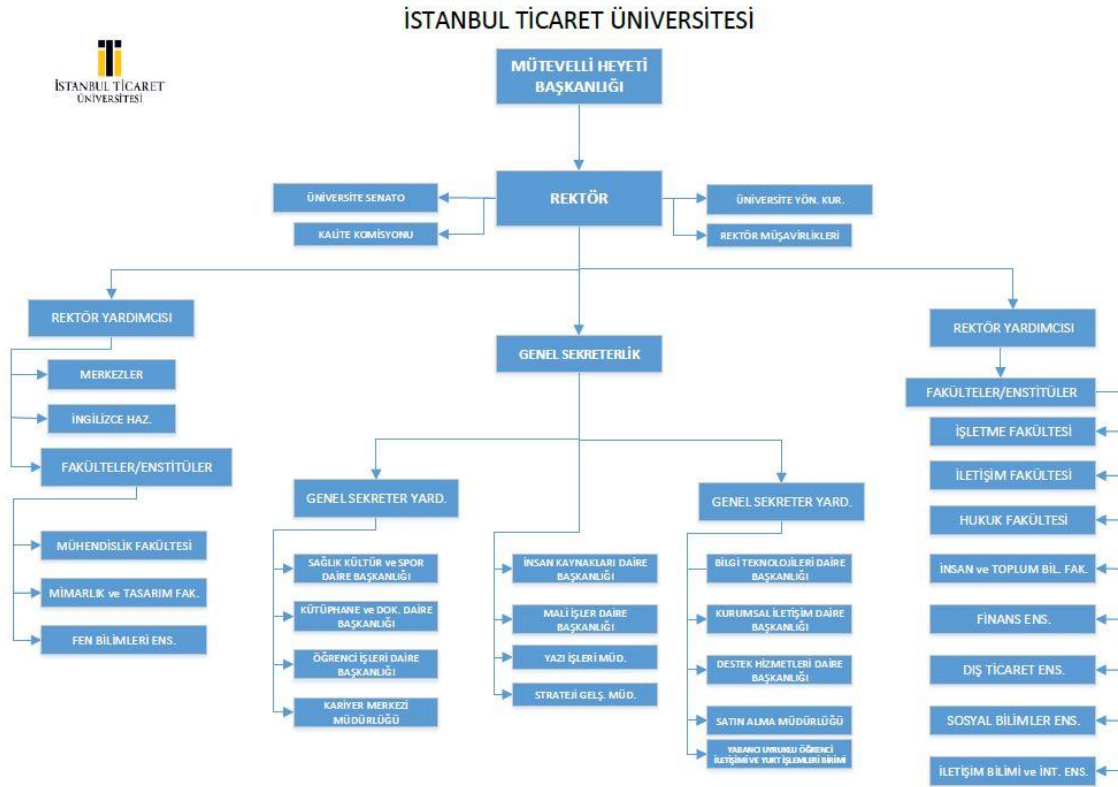 İSTANBUL TİCARET ÜNİVERSİTESİ
İSTANBUL TİCARET
ÜNİVERSİTESİ
MÜTEVELLİ HEYETİ
BAŞKANLIĞI
REKTÖR
ÜNİVERSİTE SENATO
KALİTE KOMİSYONU
ÜNİVERSİTE YÖN. KUR.
REKTÖR MÜŞAVİRLİKLERİ
REKTÖR YARDIMCISI
MERKEZLER
İNGİLİZCE HAZ.
FAKÜLTELER/ENSTİTÜLER
MÜHENDİSLİK FAKÜLTESİ
MİMARLIK ve TASARIM FAK.
FEN BİLİMLERİ ENS.
GENEL SEKRETERLİK
GENEL SEKRETER YARD.
SAĞLIK KÜLTÜR ve SPOR
DAİRE BAŞKANLIĞI
KÜTÜPHANE ve DOK. DAİRE
BAŞKANLIĞI
ÖĞRENCİ İŞLERİ DAİRE
BAŞKANLIĞI
KARİYER MERKEZİ
MÜDÜRLÜĞÜ
İNSAN KAYNAKLARI DAİRE
BAŞKANLIĞI
MALİ İŞLER DAİRE
BAŞKANLIĞI
YAZI İŞLERİ MÜD.
STRATEJİ GELŞ. MÜD.
GENEL SEKRETER YARD.
BİLGİ TEKNOLOJİLERİ DAİRE
BAŞKANLIĞI
KURUMSAL İLETİŞİM DAİRE
BAŞKANLIĞI
DESTEK HİZMETLERİ DAİRE
BAŞKANLIĞI
SATIN ALMA MÜDÜRLÜĞÜ
YABANCI UYRUKLU ÖĞRENCİ
İLETİŞİMİ VE YURT İŞLEMLERİ BİRİMİ
REKTÖR YARDIMCISI
FAKÜLTELER/ENSTİTÜLER
İŞLETME FAKÜLTESİ
İLETİŞİM FAKÜLTESİ
HUKUK FAKÜLTESİ
İNSAN ve TOPLUM BİL. FAK.
FİNANS ENS.
DIŞ TİCARET ENS.
SOSYAL BİLİMLER ENS.
İLETİŞİM BİLİMİ ve İNT. ENS.